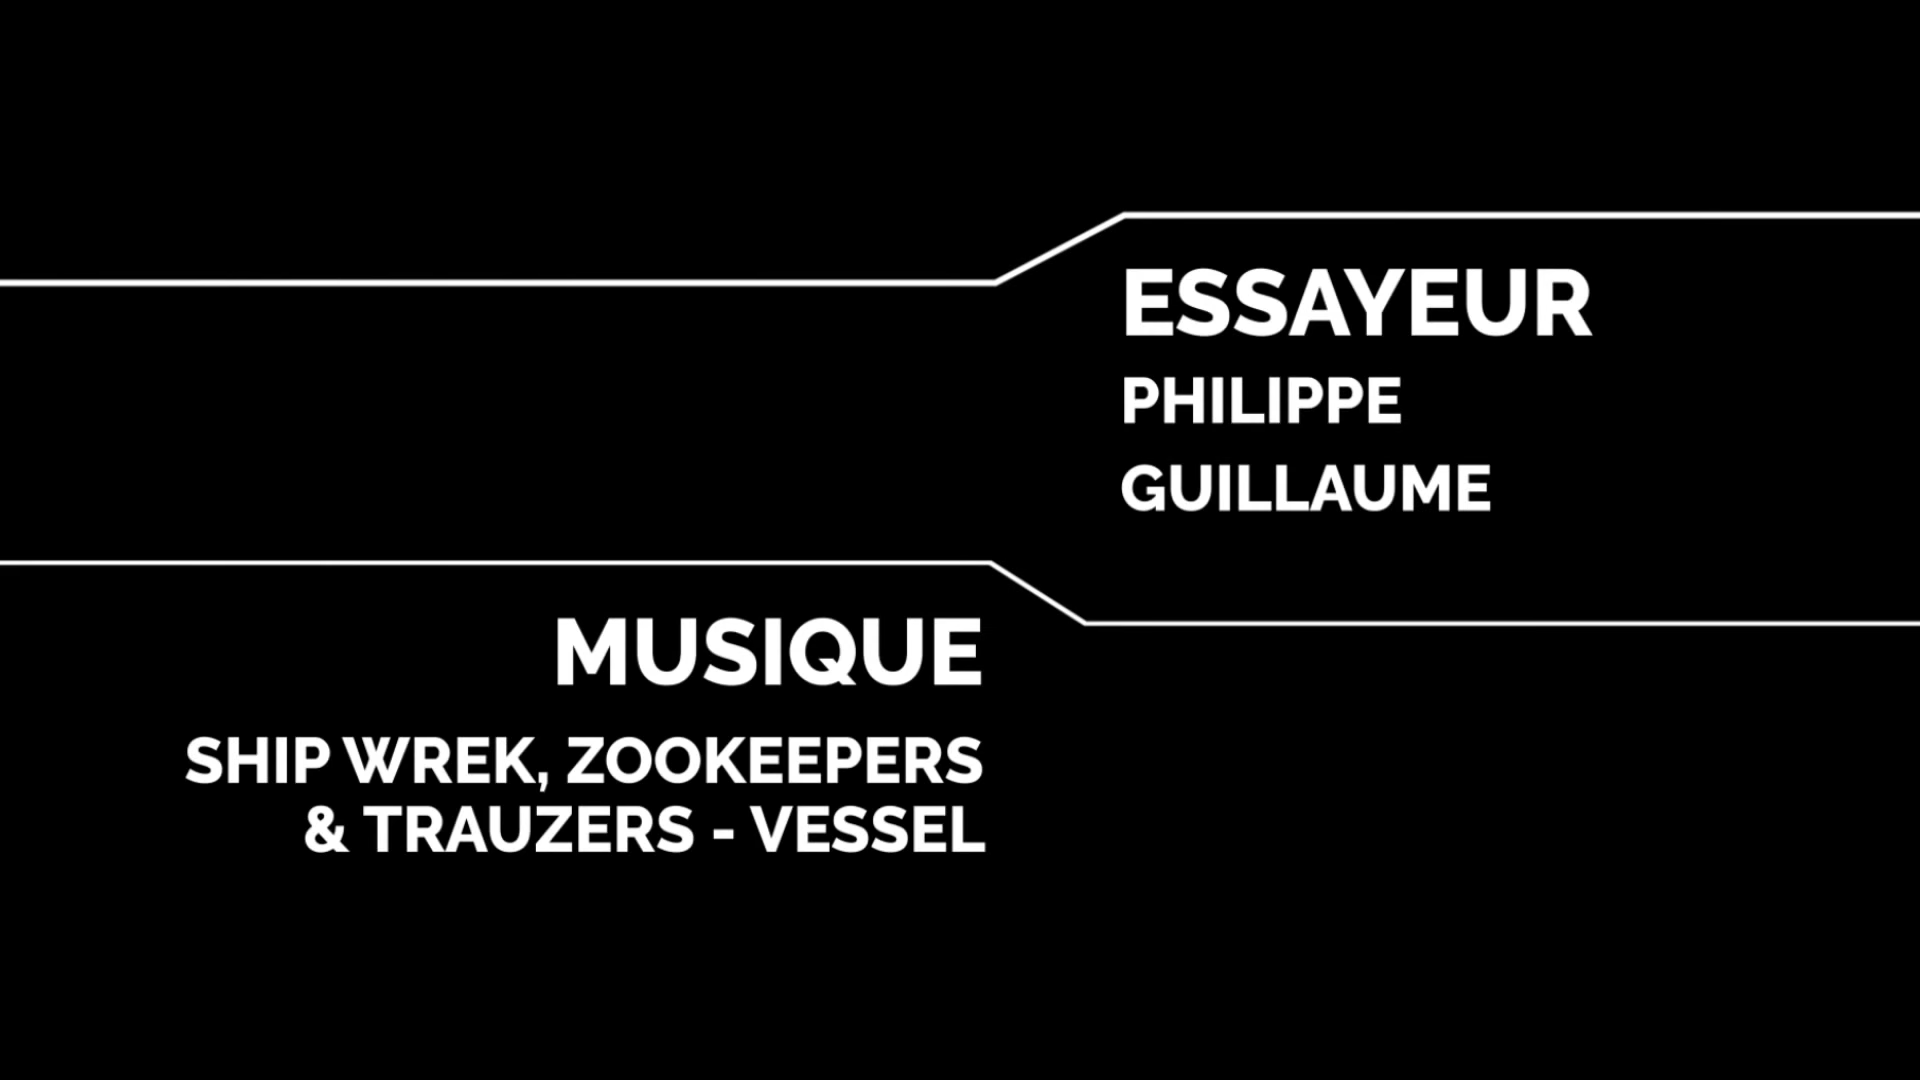 ESSAYEUR
PHILIPPE
GUILLAUME
MUSIQUE
SHIP WREK, ZOOKEEPERS
& TRAUZERS - VESSEL